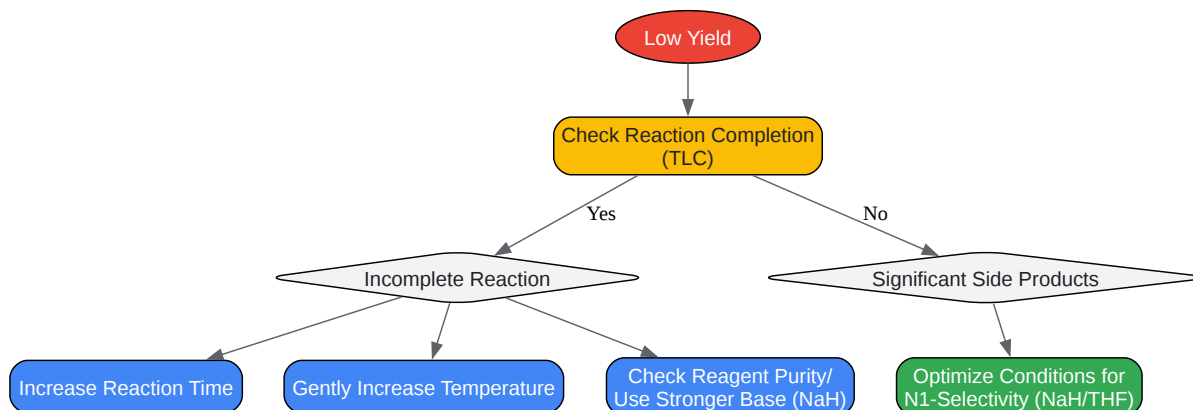 Low Yield
Check Reaction Completion
(TLC)
Yes
No
Incomplete Reaction
Significant Side Products
Increase Reaction Time
Gently Increase Temperature
Check Reagent Purity/
Use Stronger Base (NaH)
Optimize Conditions for
N1-Selectivity (NaH/THF)